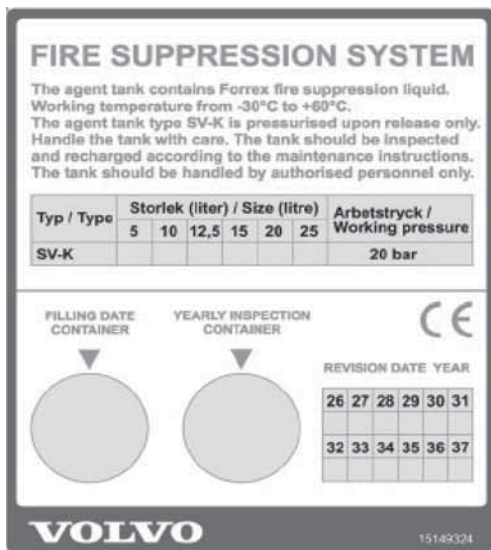 FIRE SUPPRESSION SYSTEM
The agent tank contains Forrex fire suppression liquid.
Working temperature from -30°C to +60°C.
The agent tank type SV-K is pressurised upon release only.
Handle the tank with care. The tank should be inspected
and recharged according to the maintenance instructions.
The tank should be handled by authorised personnel only.
Typ / Type
Storlek (liter) / Size (litre)
5 10 12,5 15 20 25
Arbetstryck /
Working pressure
SV-K
20 bar
FILLING DATE
CONTAINER
YEARLY INSPECTION
CONTAINER
CE
REVISION DATE YEAR
26 27 28 29 30 31
32 33 34 35 36 37
VOLVO
15149324